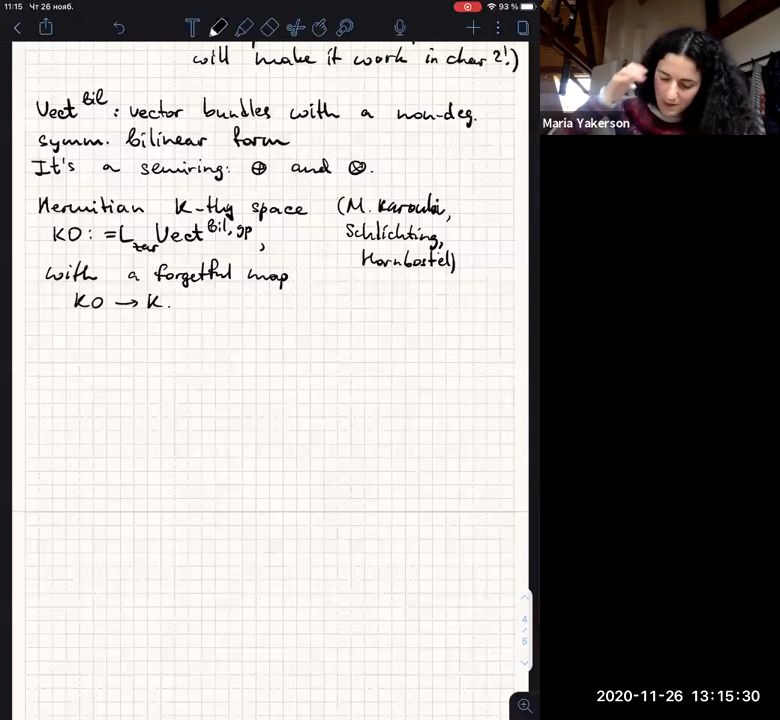 11:15 Чт 26 нояб.
93 %
will make it work in char 2!)
Vect^Bil : vector bundles with a non-deg.
symm. bilinear form
It's a semiring: ⊕ and ⊗.
Hermitian K-thy space (M. Karoubi,
KO: =L_zar Vect^Bil,gp, Schlichting,
Hornbostel)
with a forgetful map
KO → K.
Maria Yakerson
4
5
2020-11-26 13:15:30